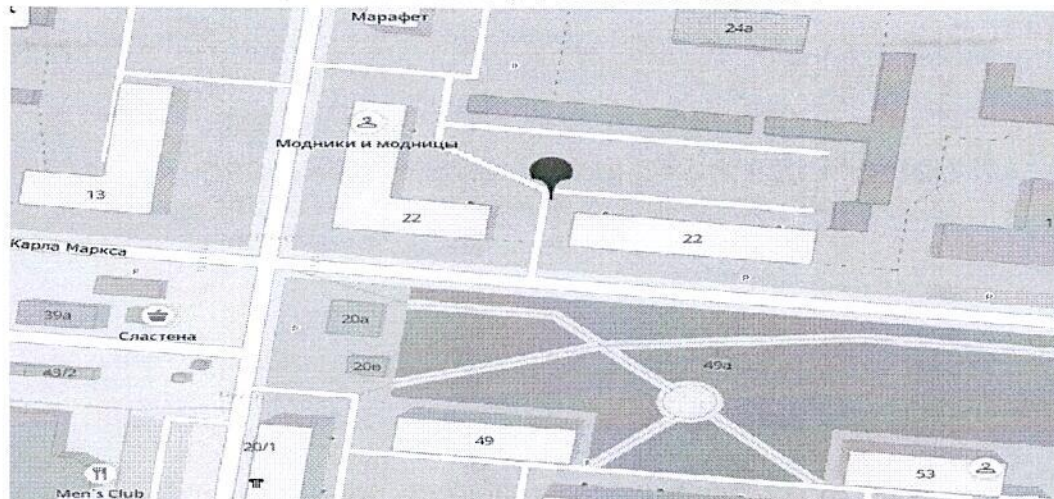 Марафет
24а
Модники и модницы
13
22
22
Карла Маркса
39а
20а
Сластена
49а
43/2
20в
49
20/1
53
Men's Club